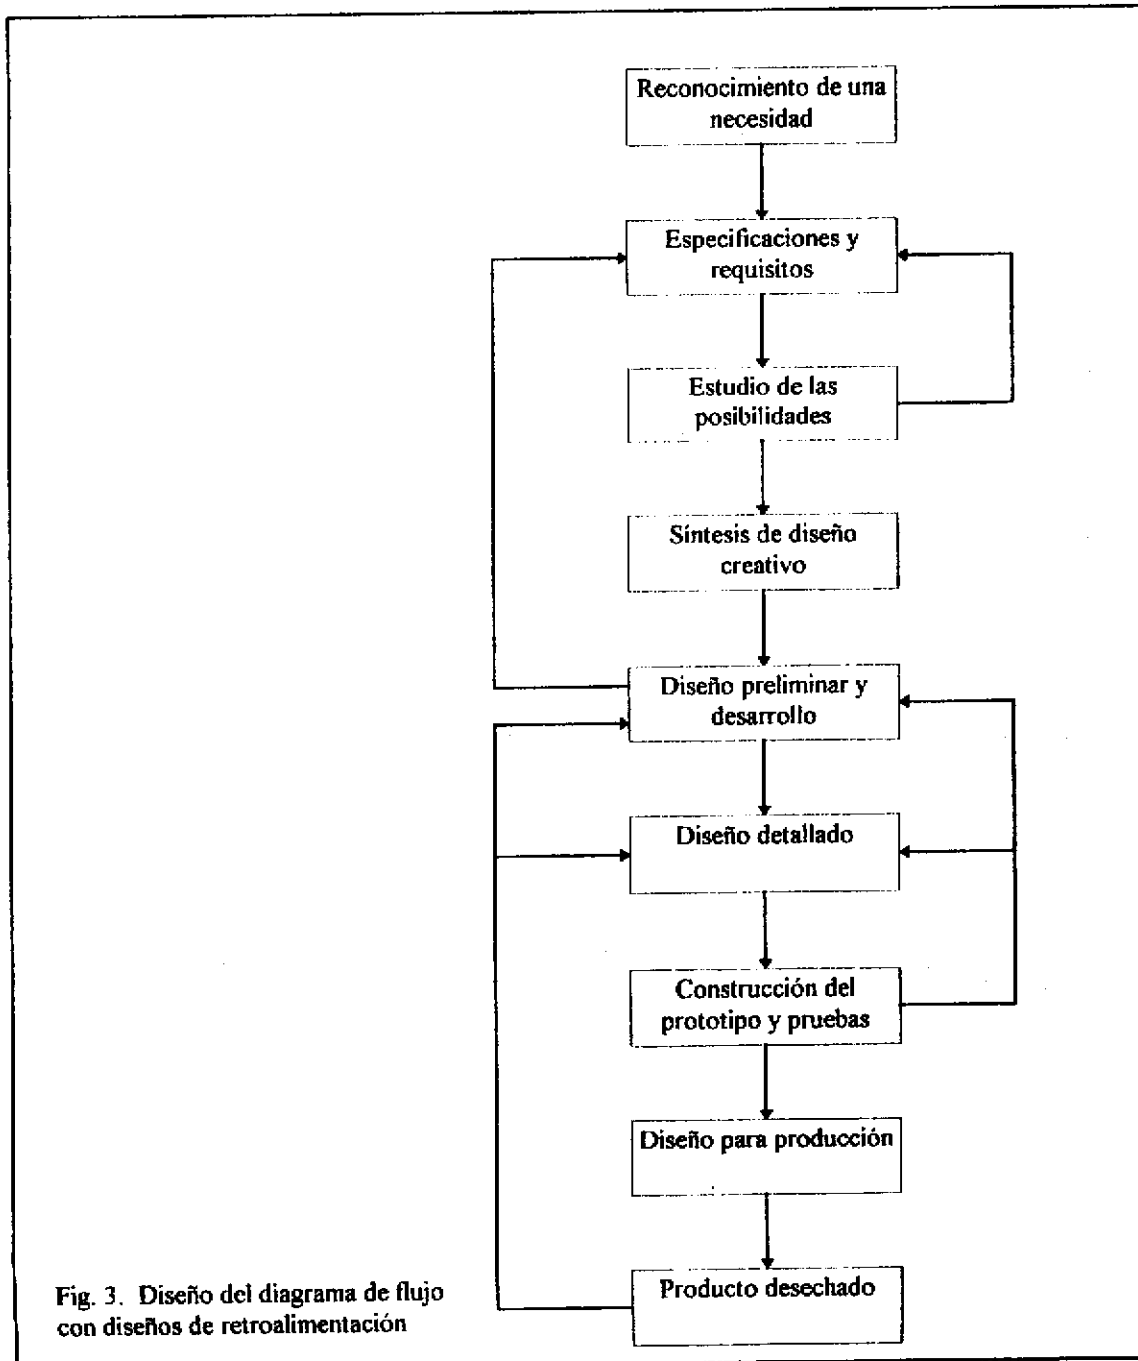 Reconocimiento de una
necesidad
Especificaciones y
requisitos
Estudio de las
posibilidades
Síntesis de diseño
creativo
Diseño preliminar y
desarrollo
Diseño detallado
Construcción del
prototipo y pruebas
Diseño para producción
Producto desechado
Fig. 3. Diseño del diagrama de flujo
con diseños de retroalimentación